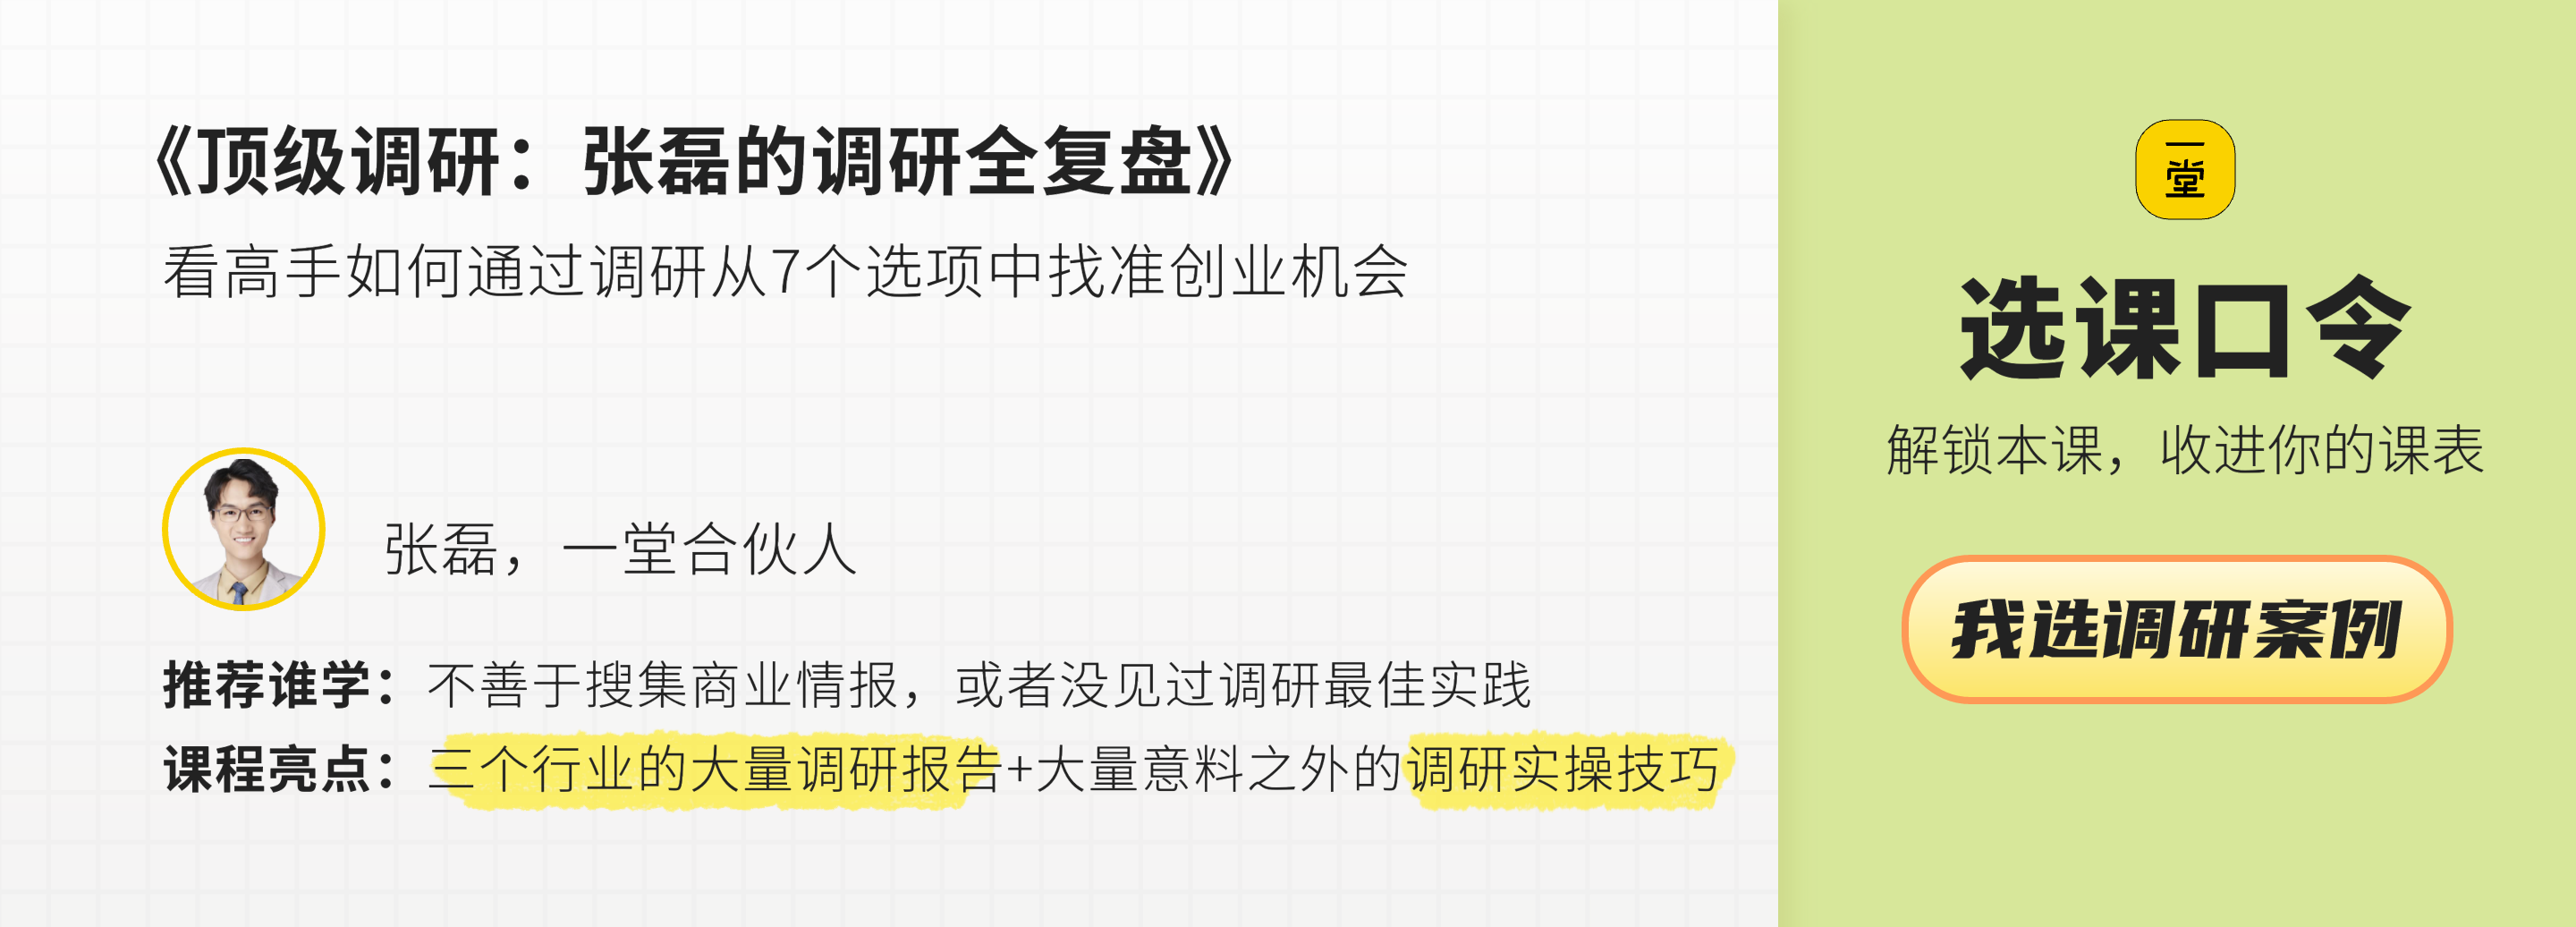 《顶级调研：张磊的调研全复盘》
看高手如何通过调研从7个选项中找准创业机会
张磊，一堂合伙人
推荐谁学：不善于搜集商业情报，或者没见过调研最佳实践
课程亮点：三个行业的大量调研报告+大量意料之外的调研实操技巧
一
堂
选课口令
解锁本课，收进你的课表
我选调研案例